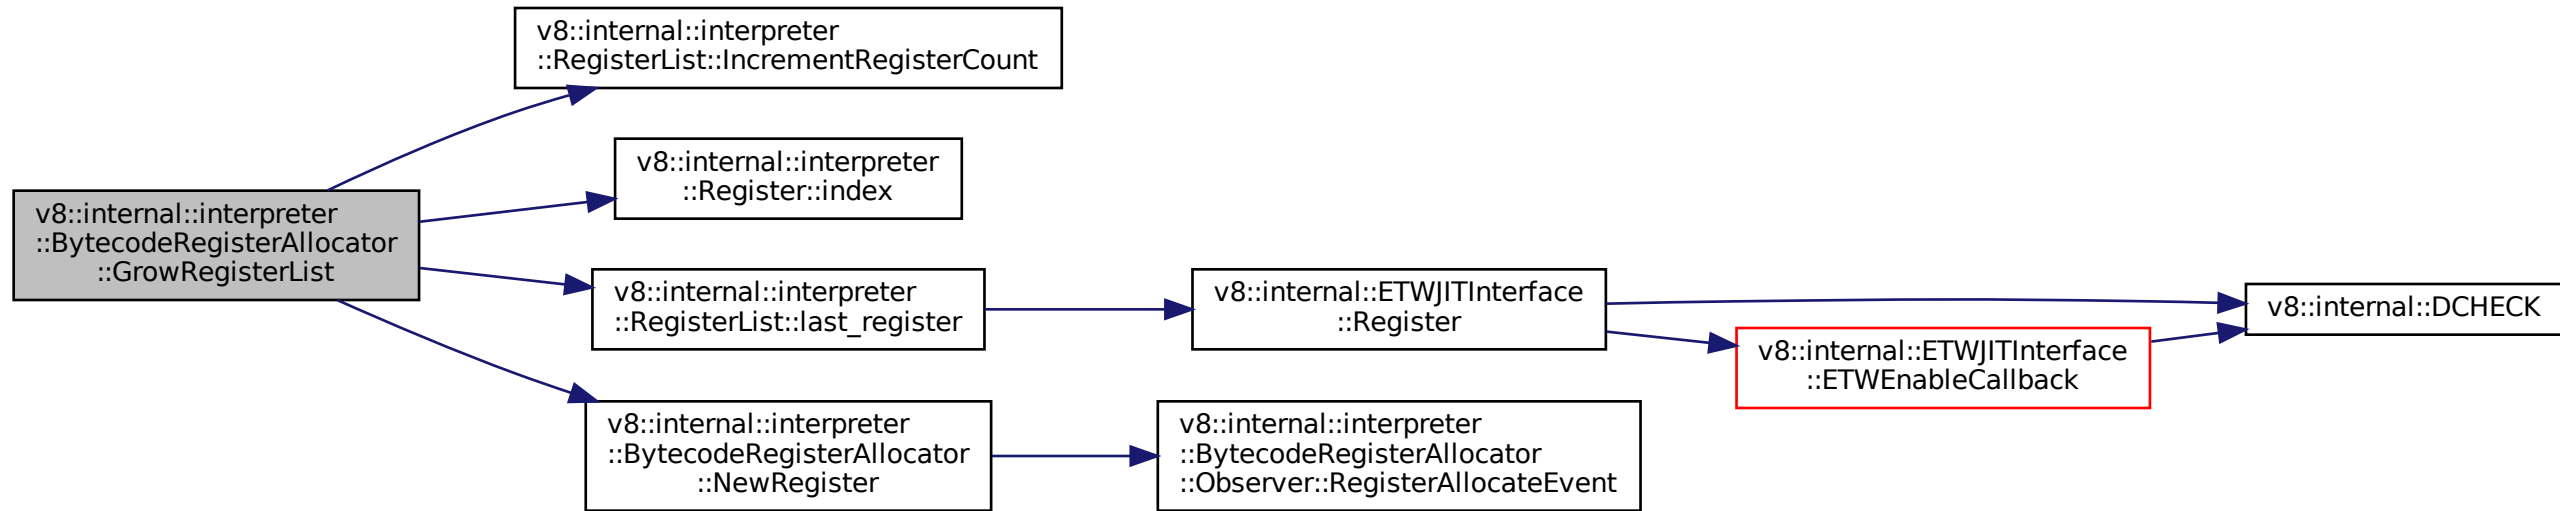 v8::internal::interpreter
::RegisterList::IncrementRegisterCount
v8::internal::interpreter
::Register::index
v8::internal::interpreter
::BytecodeRegisterAllocator
::GrowRegisterList
v8::internal::interpreter
::RegisterList::last_register
v8::internal::ETWJITInterface
::Register
v8::internal::DCHECK
v8::internal::ETWJITInterface
::ETWEnableCallback
v8::internal::interpreter
::BytecodeRegisterAllocator
::NewRegister
v8::internal::interpreter
::BytecodeRegisterAllocator
::Observer::RegisterAllocateEvent